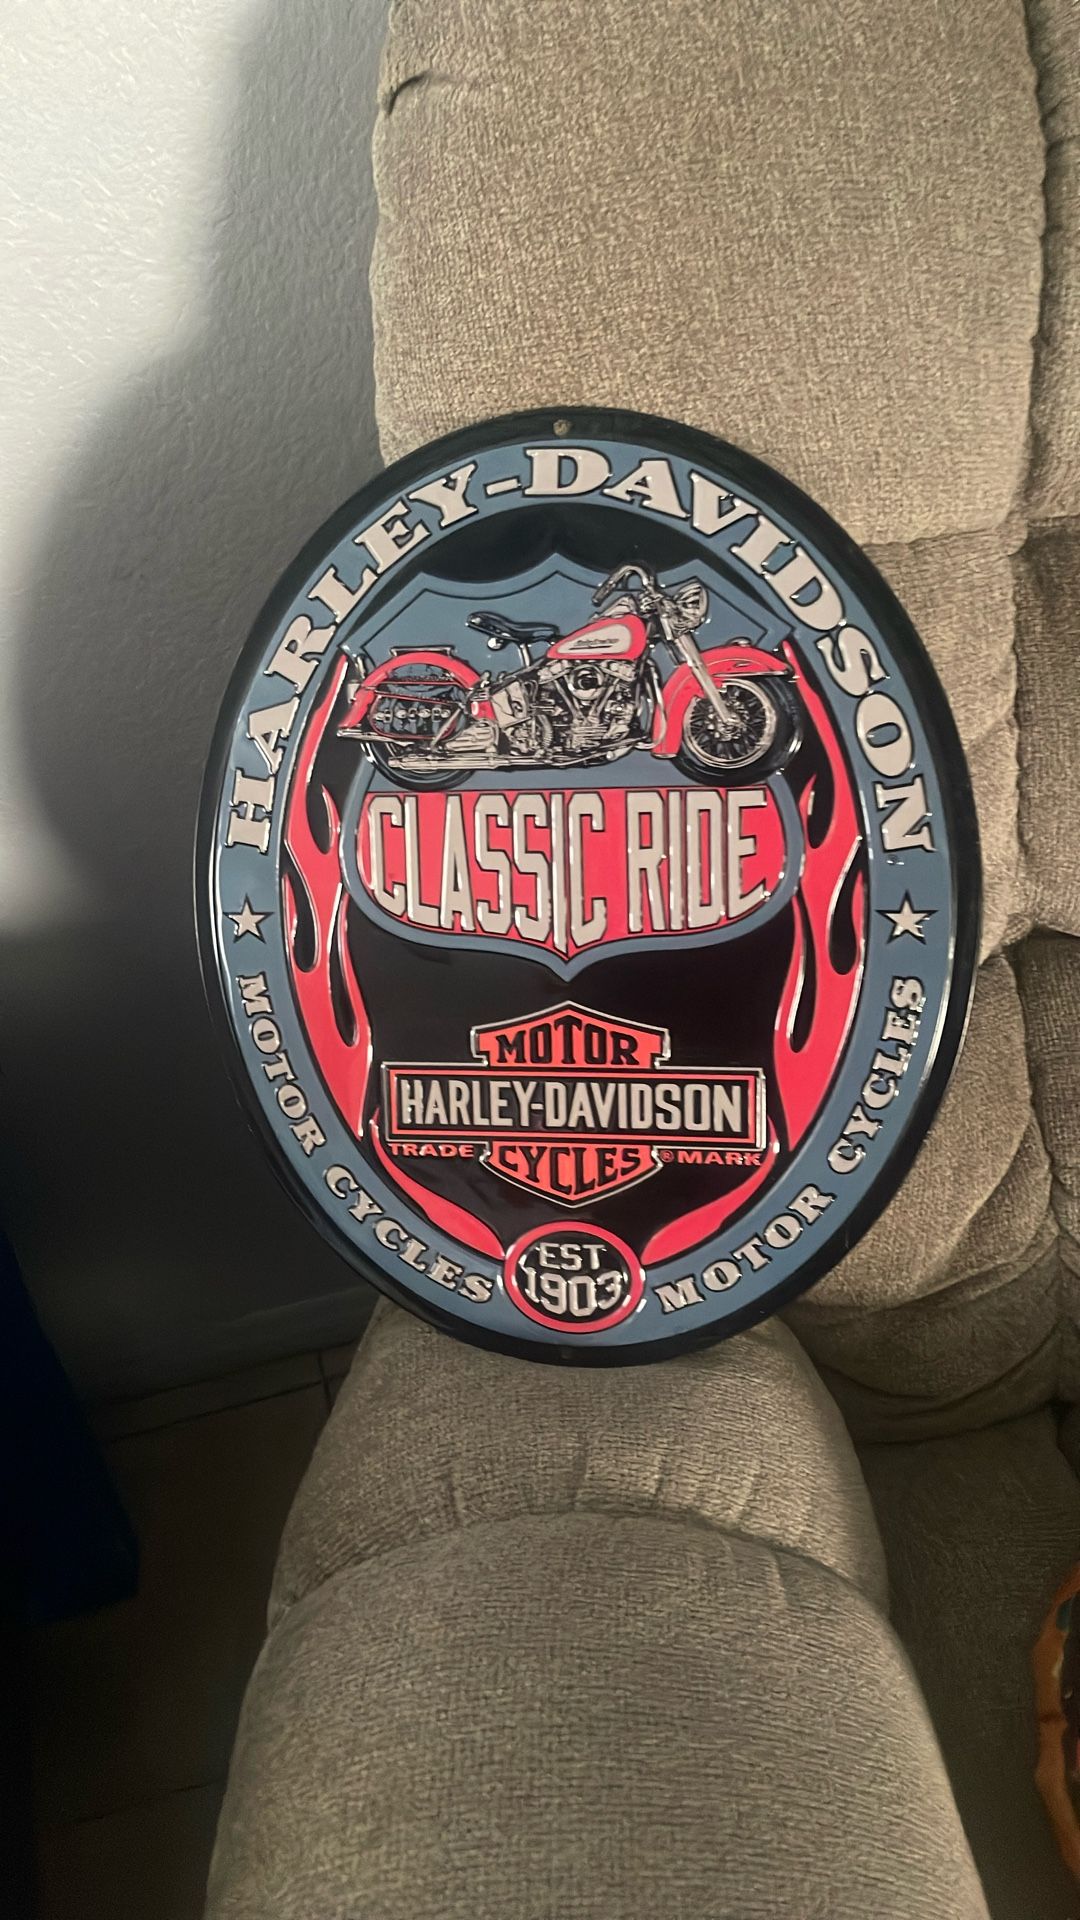 HARLEY-DAVIDSON
CLASSIC RIDE
MOTOR
HARLEY-DAVIDSON
TRADE CYCLES ® MARK
EST
1903
MOTOR CYCLES
MOTOR CYCLES